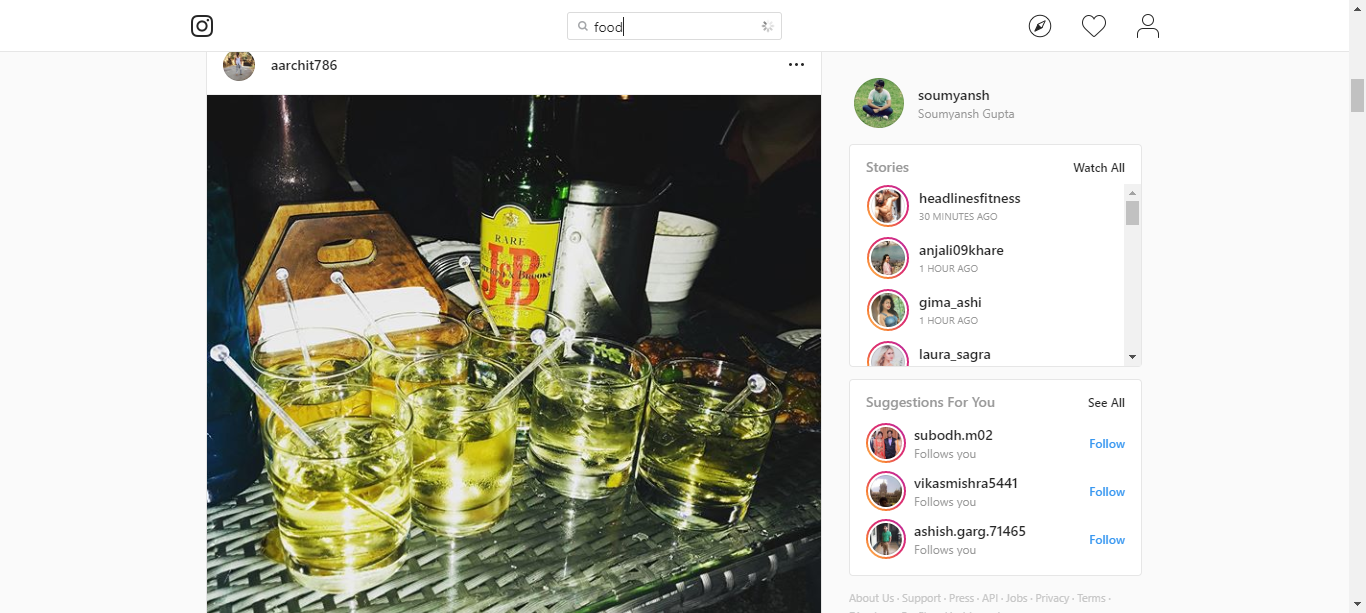 food
aarchit786
RARE
J&B
soumyansh
Soumyansh Gupta
Stories
Watch All
headlinesfitness
30 MINUTES AGO
anjali09khare
1 HOUR AGO
gima_ashi
1 HOUR AGO
laura_sagra
Suggestions For You
See All
subodh.m02
Follows you
Follow
vikasmishra5441
Follows you
Follow
ashish.garg.71465
Follows you
Follow
About Us · Support · Press · API · Jobs · Privacy · Terms ·